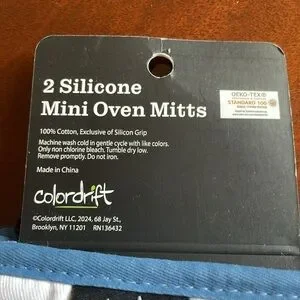 2 Silicone
Mini Oven Mitts
OEKO-TEX®
STANDARD 100
100% Cotton, Exclusive of Silicon Grip
Machine wash cold in gentle cycle with like colors.
Only non chlorine bleach. Tumble dry low.
Remove promptly. Do not iron.
Made in China
colordrift
©Colordrift LLC, 2024, 68 Jay St.,
Brooklyn, NY 11201 RN136432